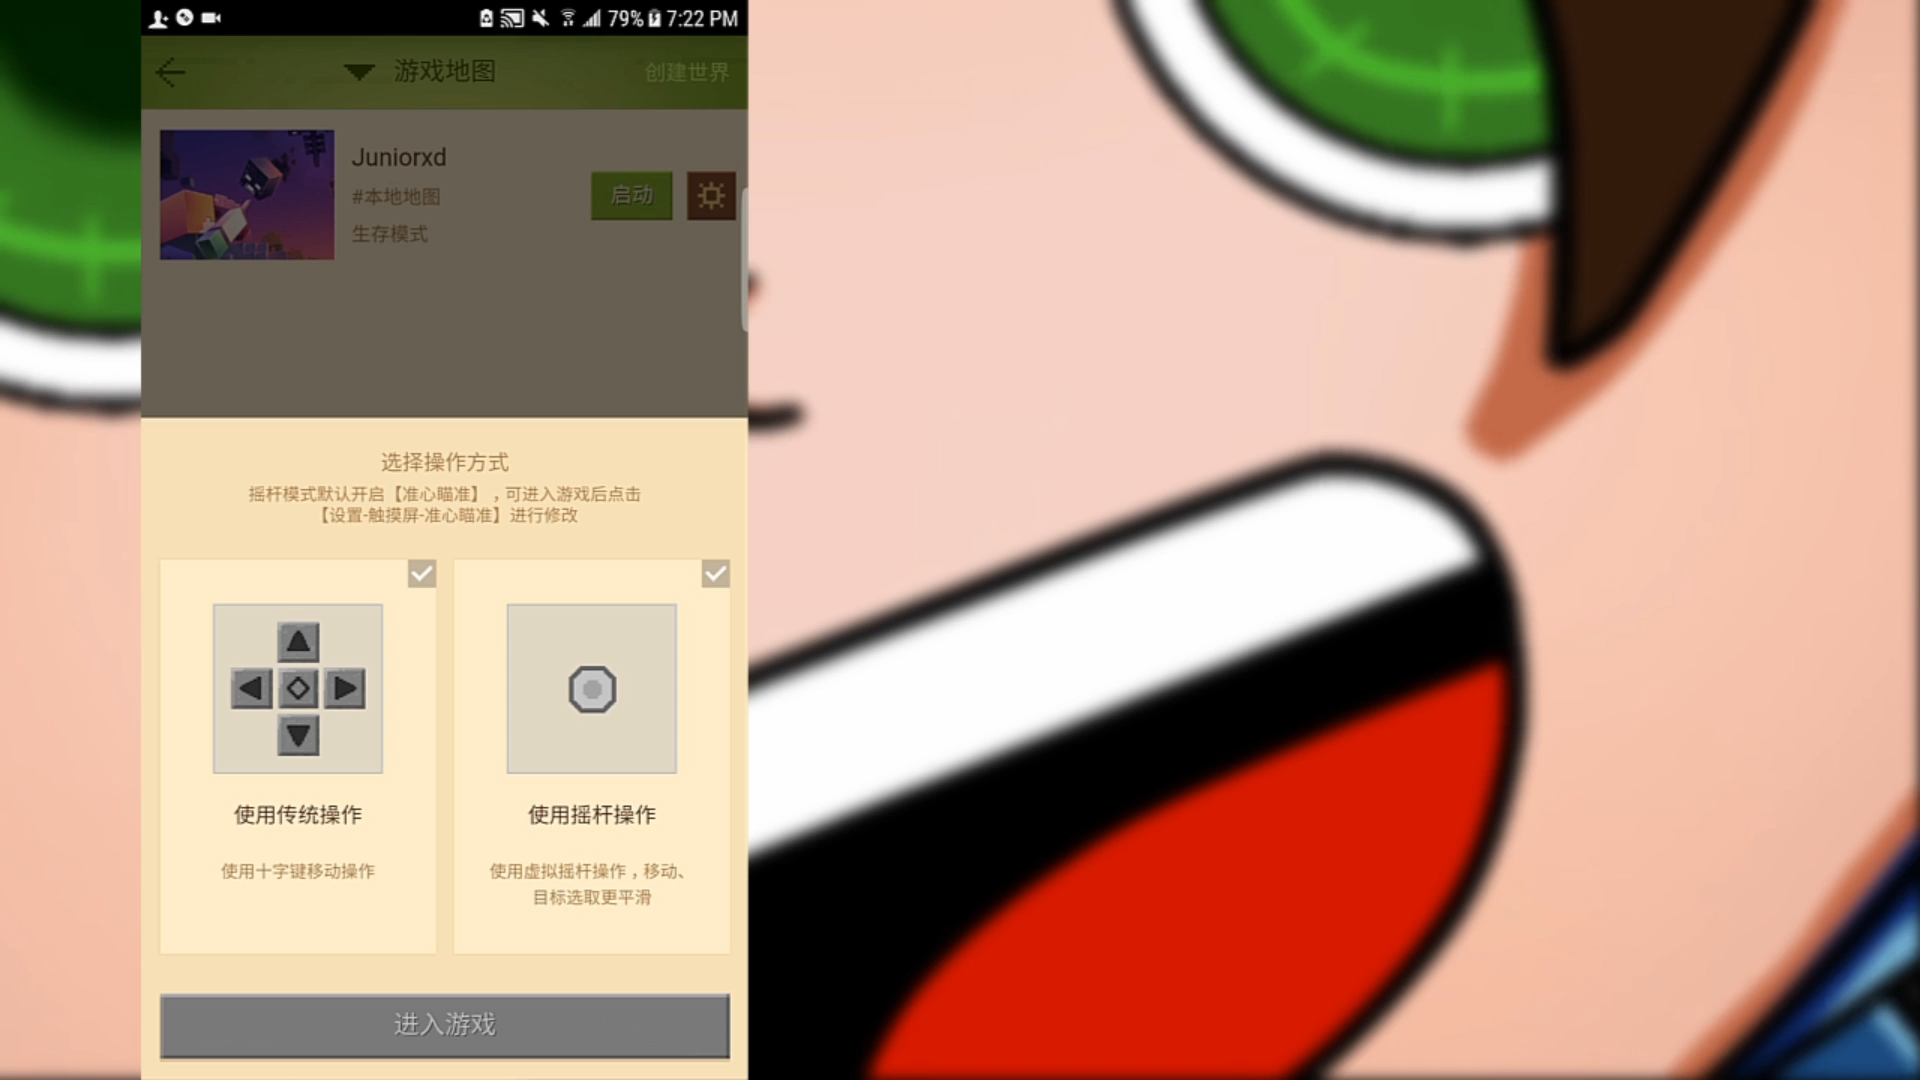 79% 7:22 PM
游戏地图
创建世界
Juniorxd
#本地地图
生存模式
启动
选择操作方式
摇杆模式默认开启【准心瞄准】，可进入游戏后点击
【设置-触摸屏-准心瞄准】进行修改
使用传统操作
使用十字键移动操作
使用摇杆操作
使用虚拟摇杆操作，移动、
目标选取更平滑
进入游戏